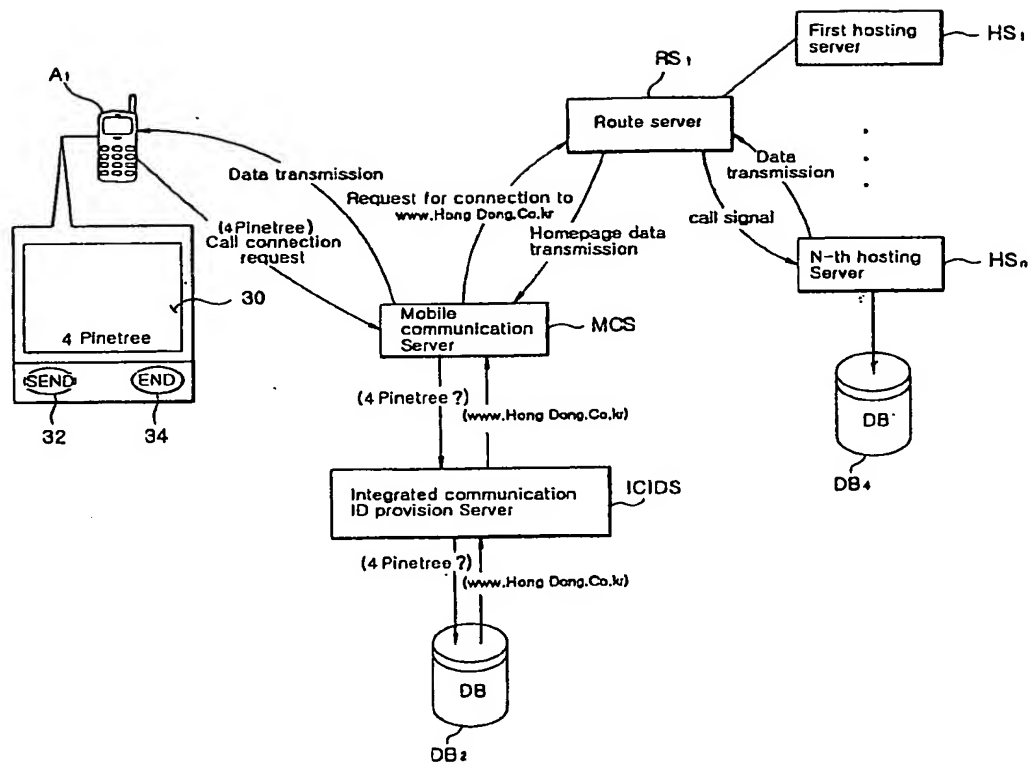 First hosting
server
HS₁
RS₁
Route server
A₁
Data transmission
Request for connection to
www.Hong Dong.Co.kr
Data
transmission
call signal
(4Pinetree)
Call connection
request
Homepage data
transmission
N-th hosting
Server
HSn
30
4 Pinetree
Mobile
communication
Server
MCS
SEND
END
32
34
(4 Pinetree ?)
(www.Hong Dong.Co.kr)
DB
DB₄
Integrated communication
ID provision Server
ICIDS
(4 Pinetree ?)
(www.Hong Dong.Co.kr)
DB
DB₂